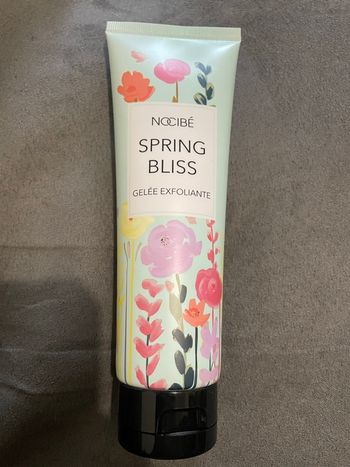 NOCIBÉ
SPRING
BLISS
GELÉE EXFOLIANTE